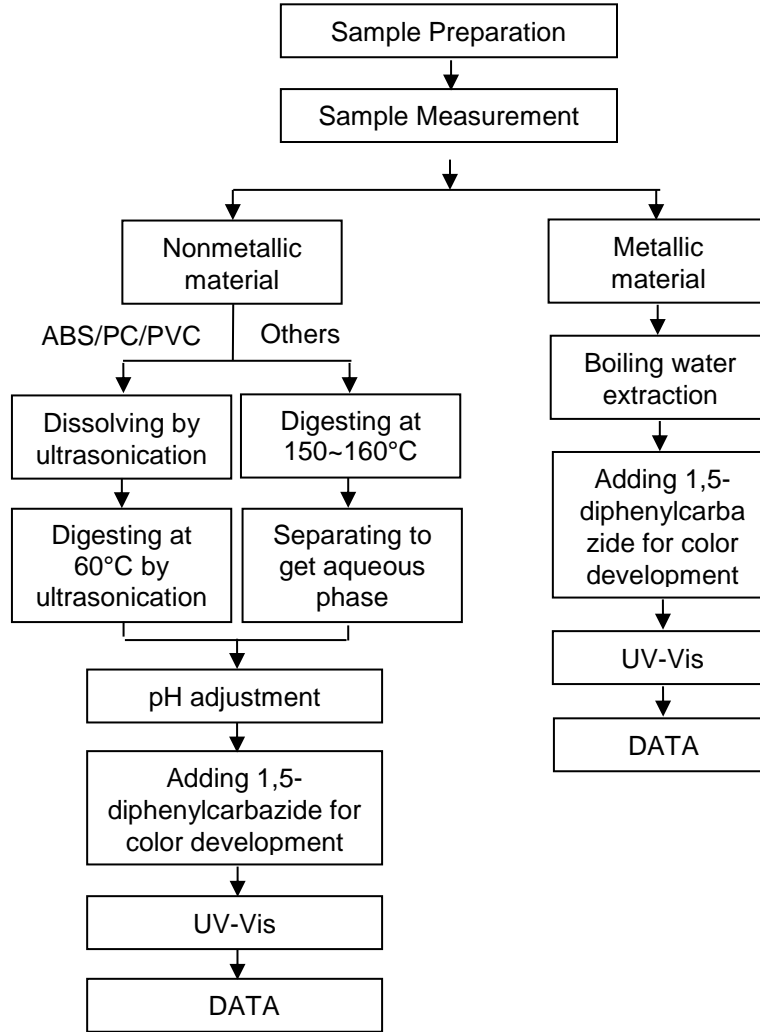 Sample Preparation
Sample Measurement
Nonmetallic
material
ABS/PC/PVC
Others
Dissolving by
ultrasonication
Digesting at
150~160°C
Digesting at
60°C by
ultrasonication
Separating to
get aqueous
phase
pH adjustment
Adding 1,5-
diphenylcarbazide for
color development
UV-Vis
DATA
Metallic
material
Boiling water
extraction
Adding 1,5-
diphenylcarba
zide for color
development
UV-Vis
DATA